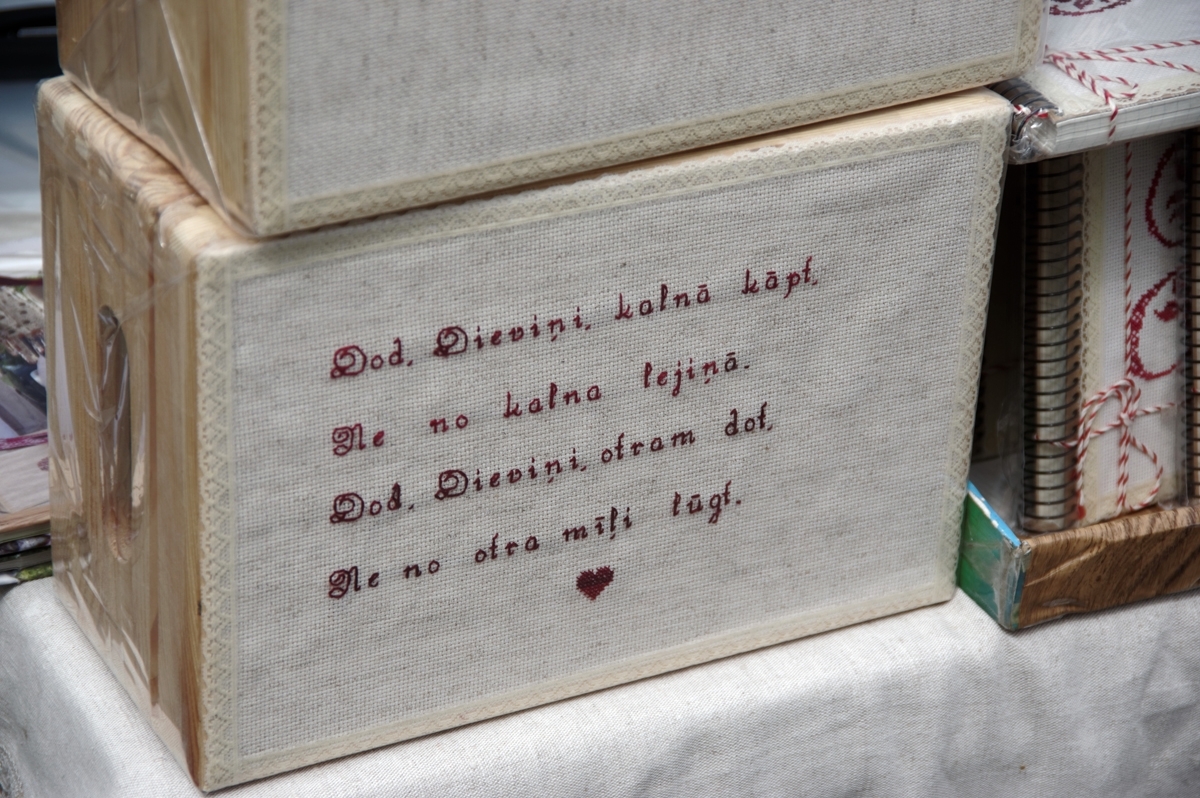 Dod, Dieviņi, kalnā kāpt,
Ne no kalna lejiņā.
Dod, Dieviņi, otram dot,
Ne no otra mīļi lūgt.